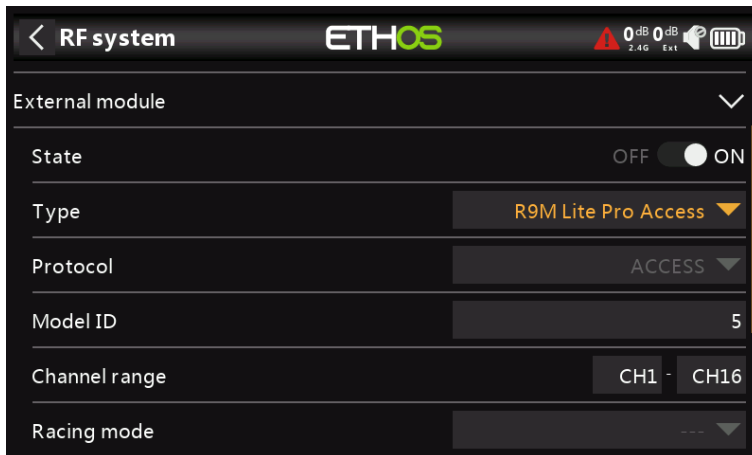 RF system ETHOS 0dB 2.4G 0dB Ext
External module
State OFF ON
Type R9M Lite Pro Access
Protocol ACCESS
Model ID 5
Channel range CH1 - CH16
Racing mode ---